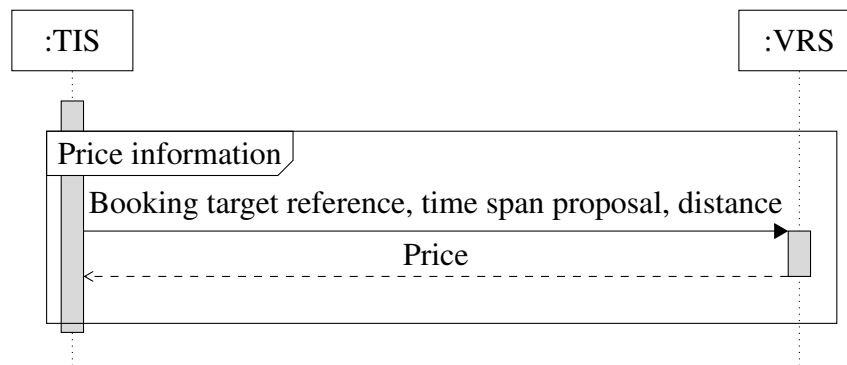 :TIS
:VRS
Price information
Booking target reference, time span proposal, distance
Price